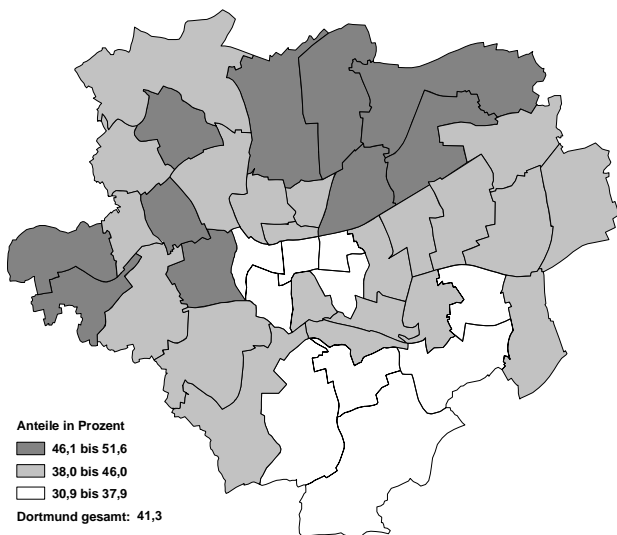 Anteile in Prozent
46,1 bis 51,6
38,0 bis 46,0
30,9 bis 37,9
Dortmund gesamt: 41,3